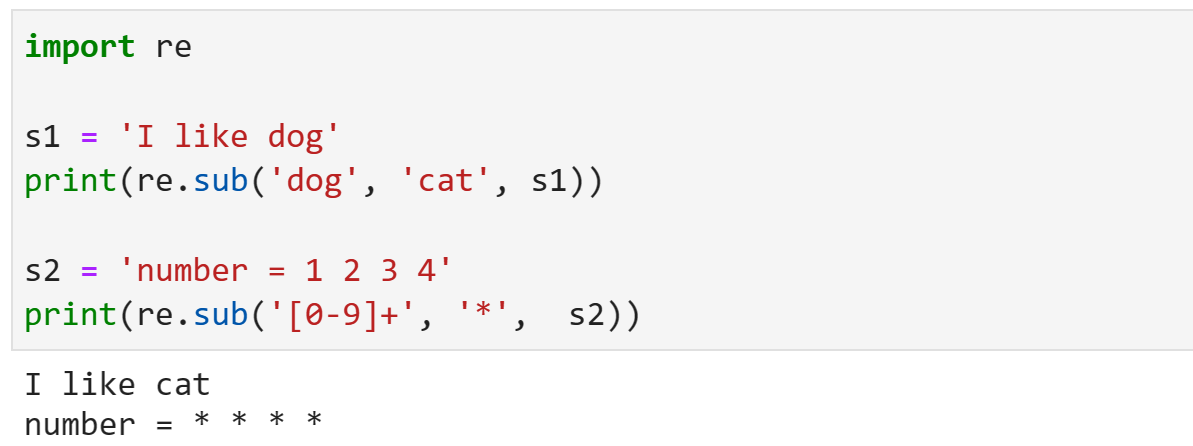 import re
s1 = 'I like dog'
print(re.sub('dog', 'cat', s1))
s2 = 'number = 1 2 3 4'
print(re.sub('[0-9]+', '*',  s2))
I like cat
number = * * * *